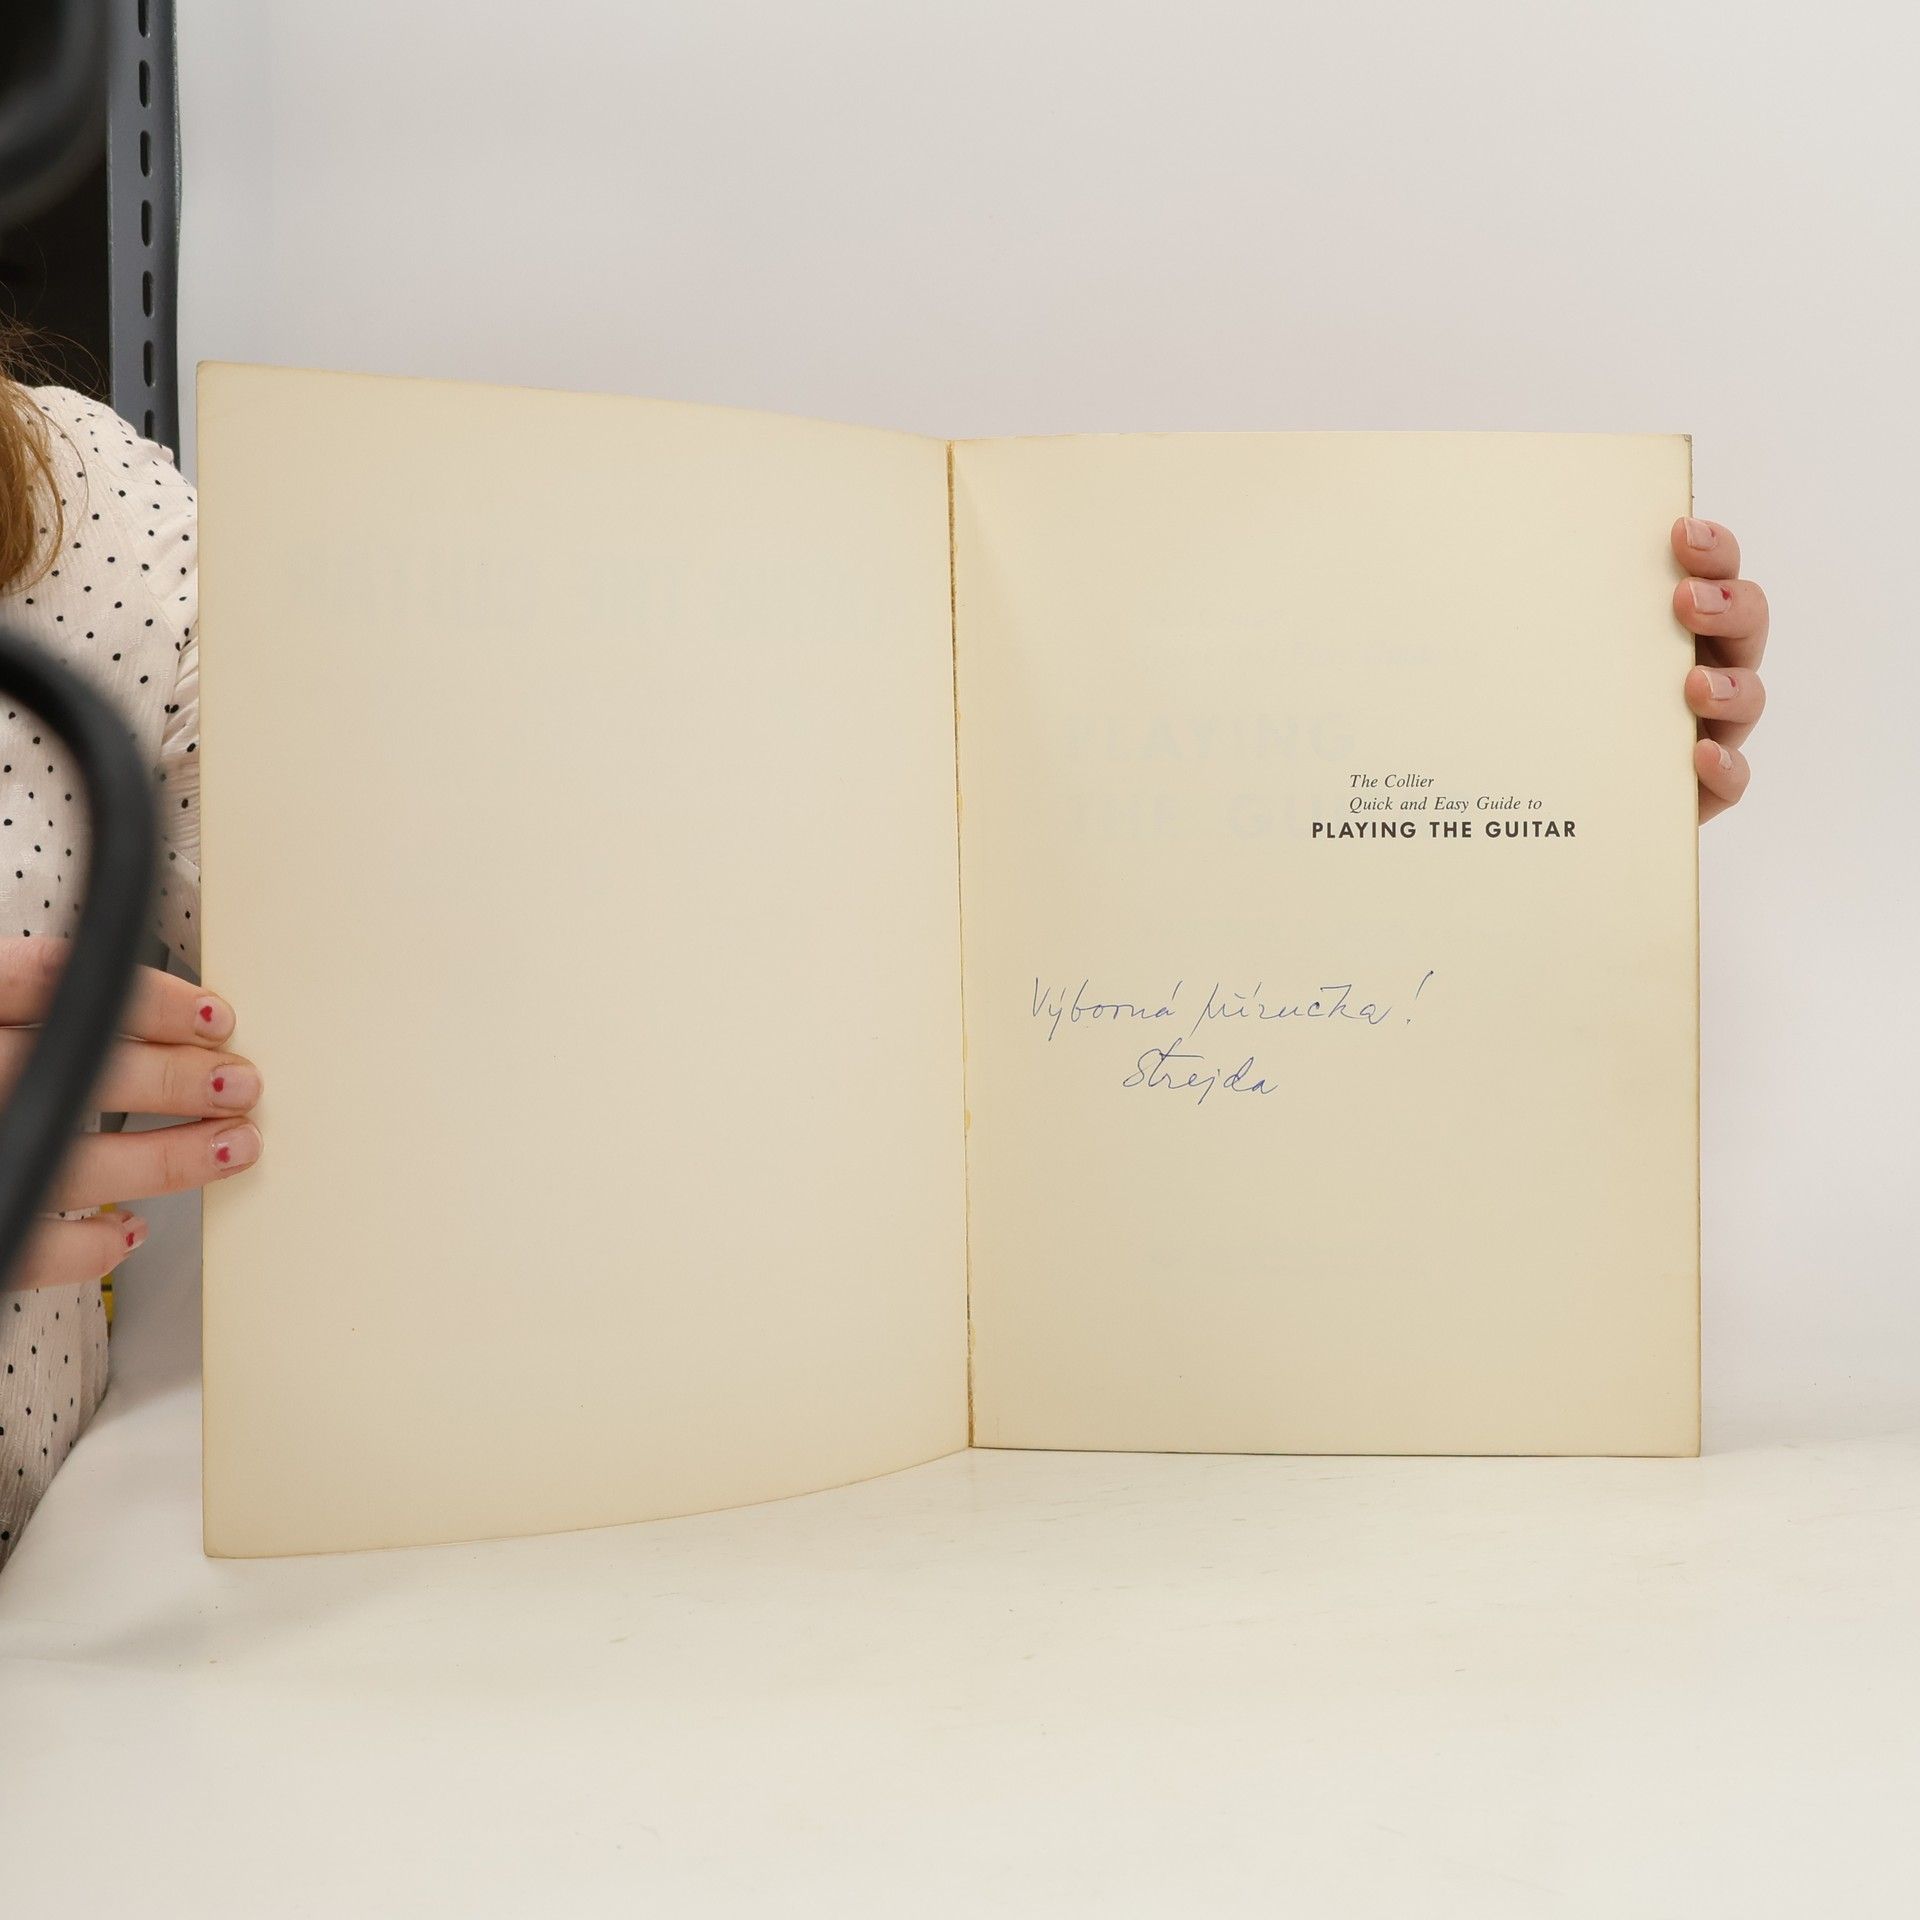 The Collier
Quick and Easy Guide to
PLAYING THE GUITAR
Výborná příručka!
Strejda